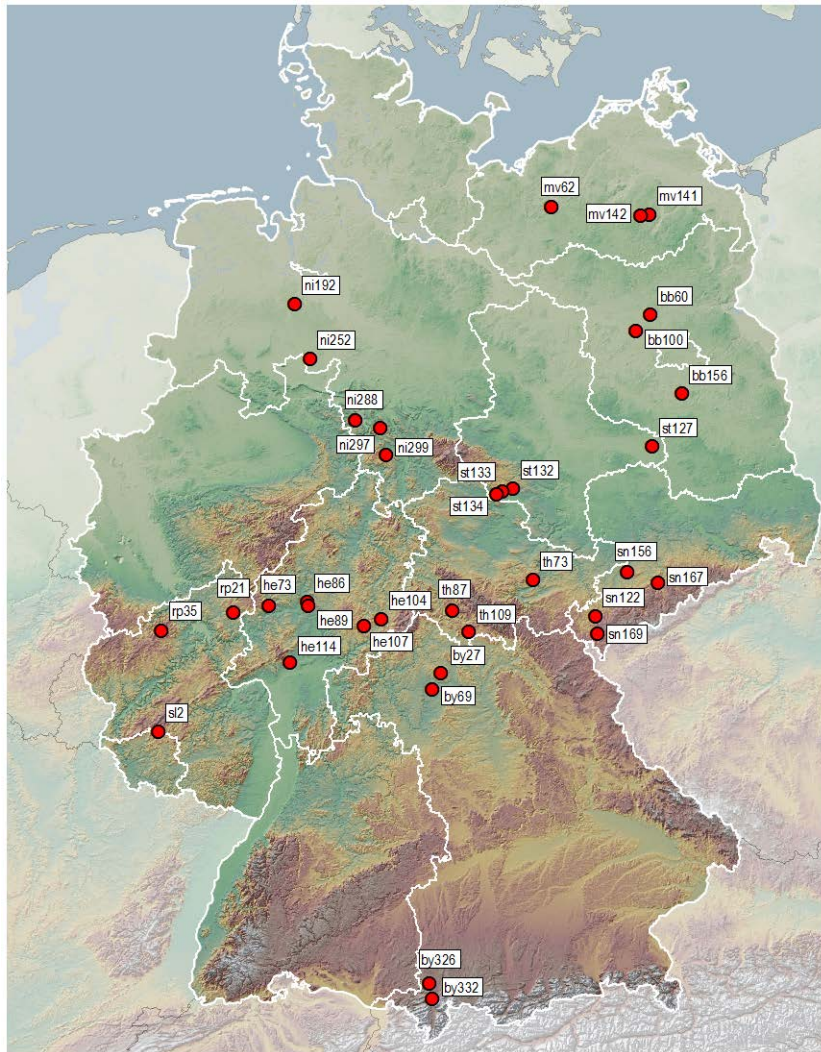 mv62
mv141
mv142
ni192
bb60
bb100
ni252
bb156
ni288
st127
ni297
ni299
st133
st132
st134
sn156
th73
sn167
he86
rp21
he73
he104
th87
sn122
rp35
he89
th109
sn169
he107
he114
by27
by69
sl2
by326
by332